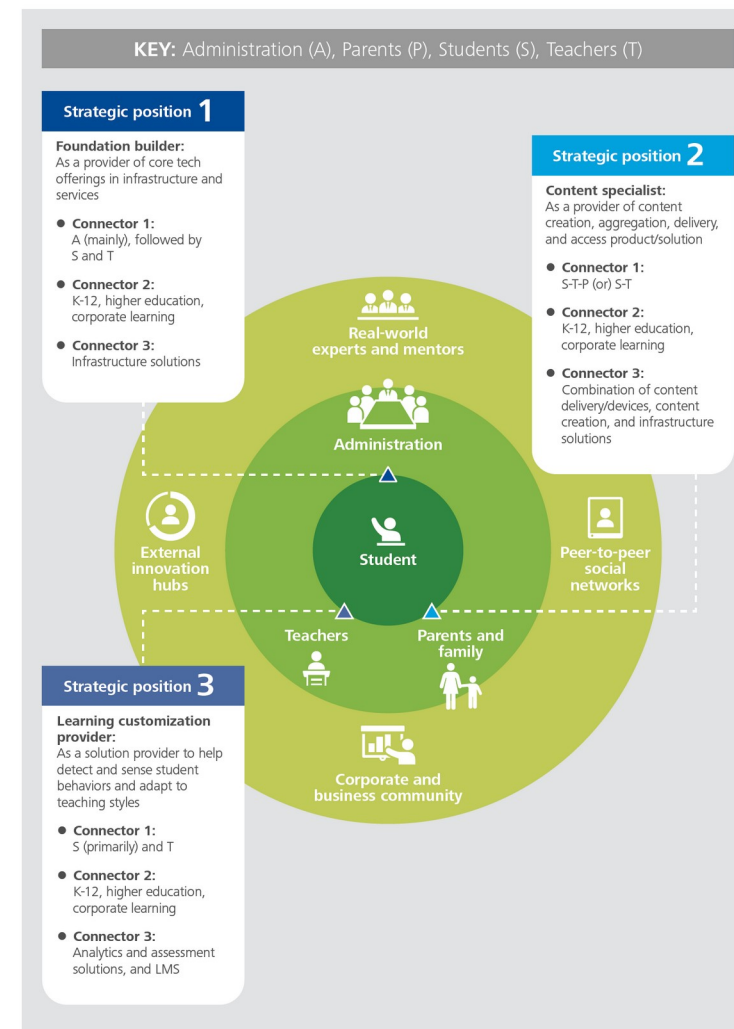 KEY: Administration (A), Parents (P), Students (S), Teachers (T)
Strategic position 1
Foundation builder:
As a provider of core tech
offerings in infrastructure and
services
● Connector 1:
A (mainly), followed by
S and T
● Connector 2:
K-12, higher education,
corporate learning
● Connector 3:
Infrastructure solutions
Strategic position 2
Content specialist:
As a provider of content
creation, aggregation, delivery,
and access product/solution
● Connector 1:
S-T-P (or) S-T
● Connector 2:
K-12, higher education,
corporate learning
● Connector 3:
Combination of content
delivery/devices, content
creation, and infrastructure
solutions
Real-world
experts and mentors
Administration
Student
External
innovation
hubs
Peer-to-peer
social
networks
Teachers
Parents and
family
Corporate and
business community
Strategic position 3
Learning customization
provider:
As a solution provider to help
detect and sense student
behaviors and adapt to
teaching styles
● Connector 1:
S (primarily) and T
● Connector 2:
K-12, higher education,
corporate learning
● Connector 3:
Analytics and assessment
solutions, and LMS